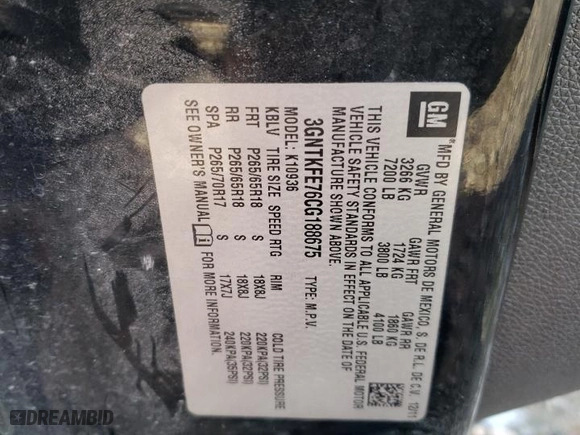 GM
MFD BY GENERAL MOTORS DE MEXICO, S. DE R.L. DE C.V. 12/11
GVWR GAWR FRT GAWR RR
3266 KG 1724 KG 1860 KG
7200 LB 3800 LB 4100 LB
THIS VEHICLE CONFORMS TO ALL APPLICABLE U.S. FEDERAL MOTOR
VEHICLE SAFETY STANDARDS IN EFFECT ON THE DATE OF
MANUFACTURE SHOWN ABOVE.
3GNTKFE76CG188675 TYPE: M.P.V.
MODEL: K10936
KBLV TIRE SIZE SPEED RTG RIM COLD TIRE PRESSURE
FRT P265/65R18 S 18X8J 220KPA(32PSI)
RR P265/65R18 S 18X8J 220KPA(32PSI)
SPA P265/70R17 S 17X7J 240KPA(35PSI)
SEE OWNER'S MANUAL FOR MORE INFORMATION.
DREAMBID